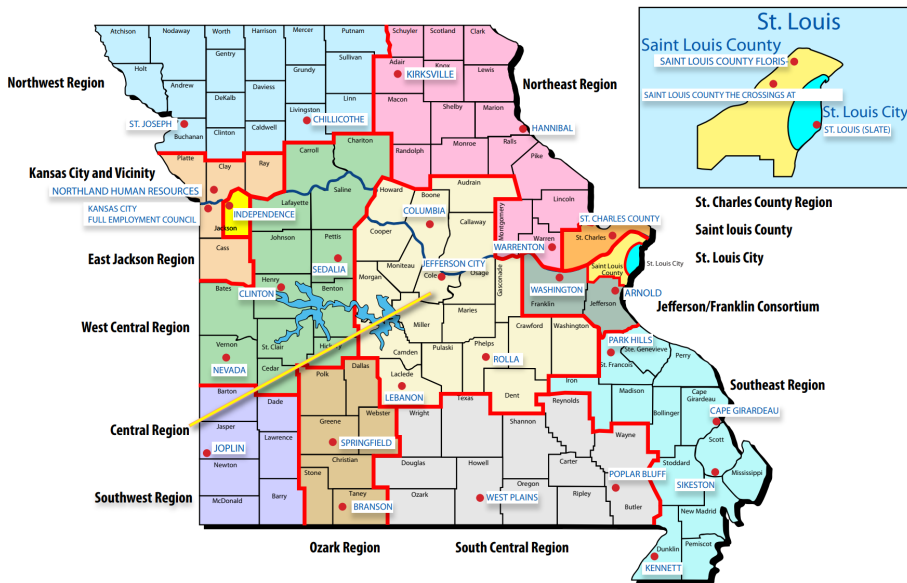 St. Louis
Saint Louis County
SAINT LOUIS COUNTY FLORIS
SAINT LOUIS COUNTY THE CROSSINGS AT
St. Louis City
ST. LOUIS (SLATE)
Atchison
Nodaway
Worth
Harrison
Mercer
Putnam
Schuyler
Scotland
Clark
Gentry
Sullivan
Adair
Knox
Holt
Grundy
KIRKSVILLE
Lewis
Northwest Region
Northeast Region
Andrew
DeKalb
Daviess
Linn
Macon
Shelby
Marion
Livingston
ST. JOSEPH
CHILLICOTHE
HANNIBAL
Buchanan
Clinton
Caldwell
Chariton
Carroll
Randolph
Monroe
Ralls
Platte
Clay
Ray
Pike
Kansas City and Vicinity
NORTHLAND HUMAN RESOURCES
Saline
Howard
Boone
Audrain
KANSAS CITY
FULL EMPLOYMENT COUNCIL
INDEPENDENCE
Lafayette
COLUMBIA
Callaway
Montgomery
Lincoln
St. Charles County Region
Jackson
Cooper
ST. CHARLES COUNTY
Saint louis County
Johnson
Pettis
Warren
St. Charles
WARRENTON
St. Louis City
Cass
East Jackson Region
SEDALIA
Moniteau
JEFFERSON CITY
Cole
Osage
Gasconade
Saint Louis
County
St. Louis City
Henry
Benton
Morgan
WASHINGTON
CLINTON
Bates
Franklin
Jefferson
ARNOLD
Jefferson/Franklin Consortium
Miller
Maries
West Central Region
Crawford
Washington
St. Clair
Hickory
Vernon
Camden
Pulaski
Phelps
PARK HILLS
Ste. Genevieve
Perry
NEVADA
Cedar
Polk
Dallas
ROLLA
St. Francois
Laclede
LEBANON
Dent
Iron
Madison
Southeast Region
Barton
Dade
Webster
Wright
Texas
Reynolds
Bollinger
Cape
Girardeau
CAPE GIRARDEAU
Central Region
Jasper
Greene
Shannon
Wayne
Lawrence
SPRINGFIELD
Scott
JOPLIN
Newton
Christian
Douglas
Howell
Carter
Stoddard
Mississippi
Stone
POPLAR BLUFF
SIKESTON
Southwest Region
McDonald
Barry
Taney
BRANSON
Ozark
WEST PLAINS
Oregon
Ripley
Butler
New Madrid
Ozark Region
South Central Region
Dunklin
Pemiscot
KENNETT